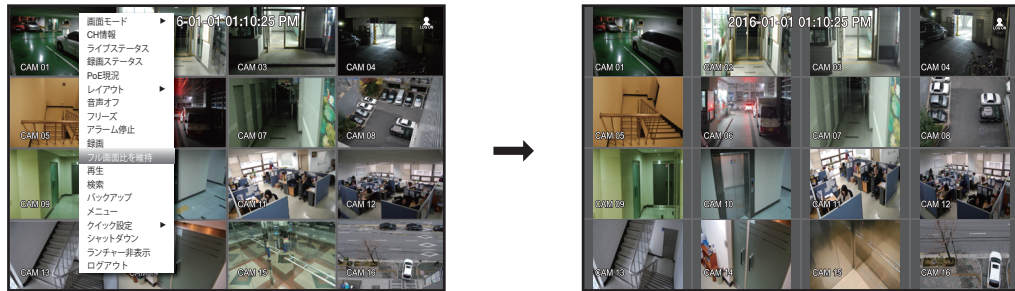 画面モード
CH情報
ライブステータス
録画ステータス
PoE現況
レイアウト
音声オフ
フリーズ
アラーム停止
録画
フル画面比を維持
再生
検索
バックアップ
メニュー
クイック設定
シャットダウン
ランチャー非表示
ログアウト
6-01-01 01:10:25 PM
LOG ON
CAM 01
CAM 03
CAM 04
CAM 05
CAM 07
CAM 08
CAM 09
CAM 11
CAM 12
CAM 13
CAM 15
CAM 16
2016-01-01 01:10:25 PM
LOG ON
CAM 01
CAM 02
CAM 03
CAM 04
CAM 05
CAM 06
CAM 07
CAM 08
CAM 09
CAM 10
CAM 11
CAM 12
CAM 13
CAM 14
CAM 15
CAM 16